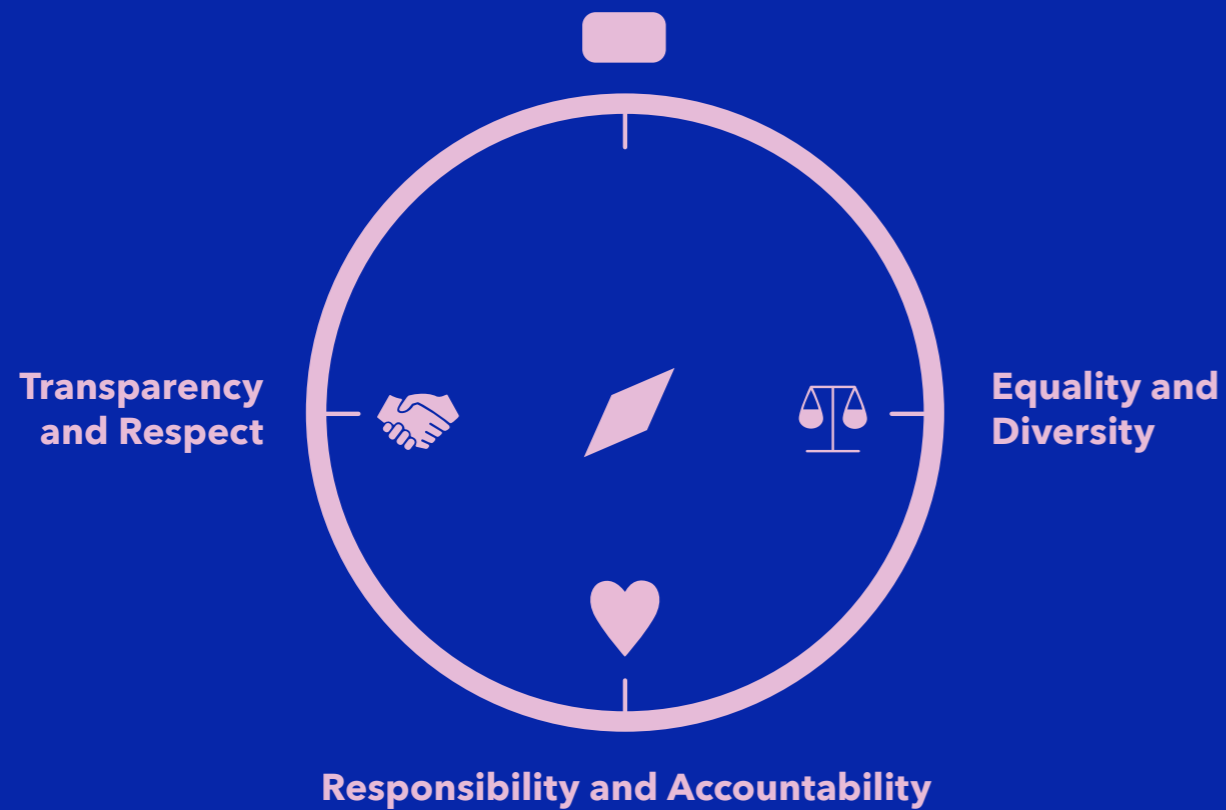 Transparency
and Respect
Equality and
Diversity
Responsibility and Accountability